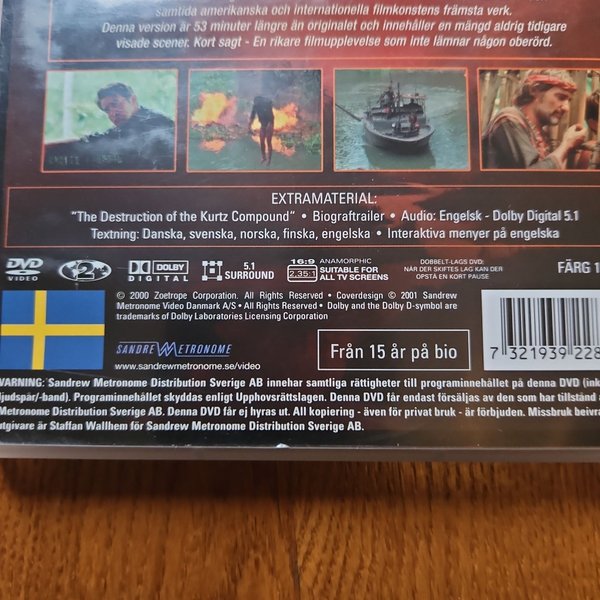 samtida amerikanska och internationella filmkonstens främsta verk.
Denna version är 53 minuter längre än originalet och innehåller en mängd aldrig tidigare
visade scener. Kort sagt - En rikare filmupplevelse som inte lämnar någon oberörd.
EXTRAMATERIAL:
"The Destruction of the Kurtz Compound" • Biograftrailer • Audio: Engelsk - Dolby Digital 5.1
Textning: Danska, svenska, norska, finska, engelska • Interaktiva menyer på engelska
DVD VIDEO
2
DOLBY DIGITAL
5.1 SURROUND
16:9 2.35:1
ANAMORPHIC
SUITABLE FOR
ALL TV SCREENS
DOBBELT-LAGS DVD:
NÅR DER SKIFTES LAG KAN DER
OPSTÅ EN KORT PAUSE
FÄRG 1
© 2000 Zoetrope Corporation. All Rights Reserved • Coverdesign © 2001 Sandrew
Metronome Video Danmark A/S • All Rights Reserved • Dolby and the Dolby D-symbol are
trademarks of Dolby Laboratories Licensing Corporation
SANDREW METRONOME
www.sandrewmetronome.se/video
Från 15 år på bio
7 321939 228
WARNING: Sandrew Metronome Distribution Sverige AB innehar samtliga rättigheter till programinnehållet på denna DVD (ink
ljudspår/-band). Programinnehållet skyddas enligt Upphovsrättslagen. Denna DVD får endast försäljas av den som har tillstånd a
Metronome Distribution Sverige AB. Denna DVD får ej hyras ut. All kopiering - även för privat bruk - är förbjuden. Missbruk beivra
utgivare är Staffan Wallhem för Sandrew Metronome Distribution Sverige AB.